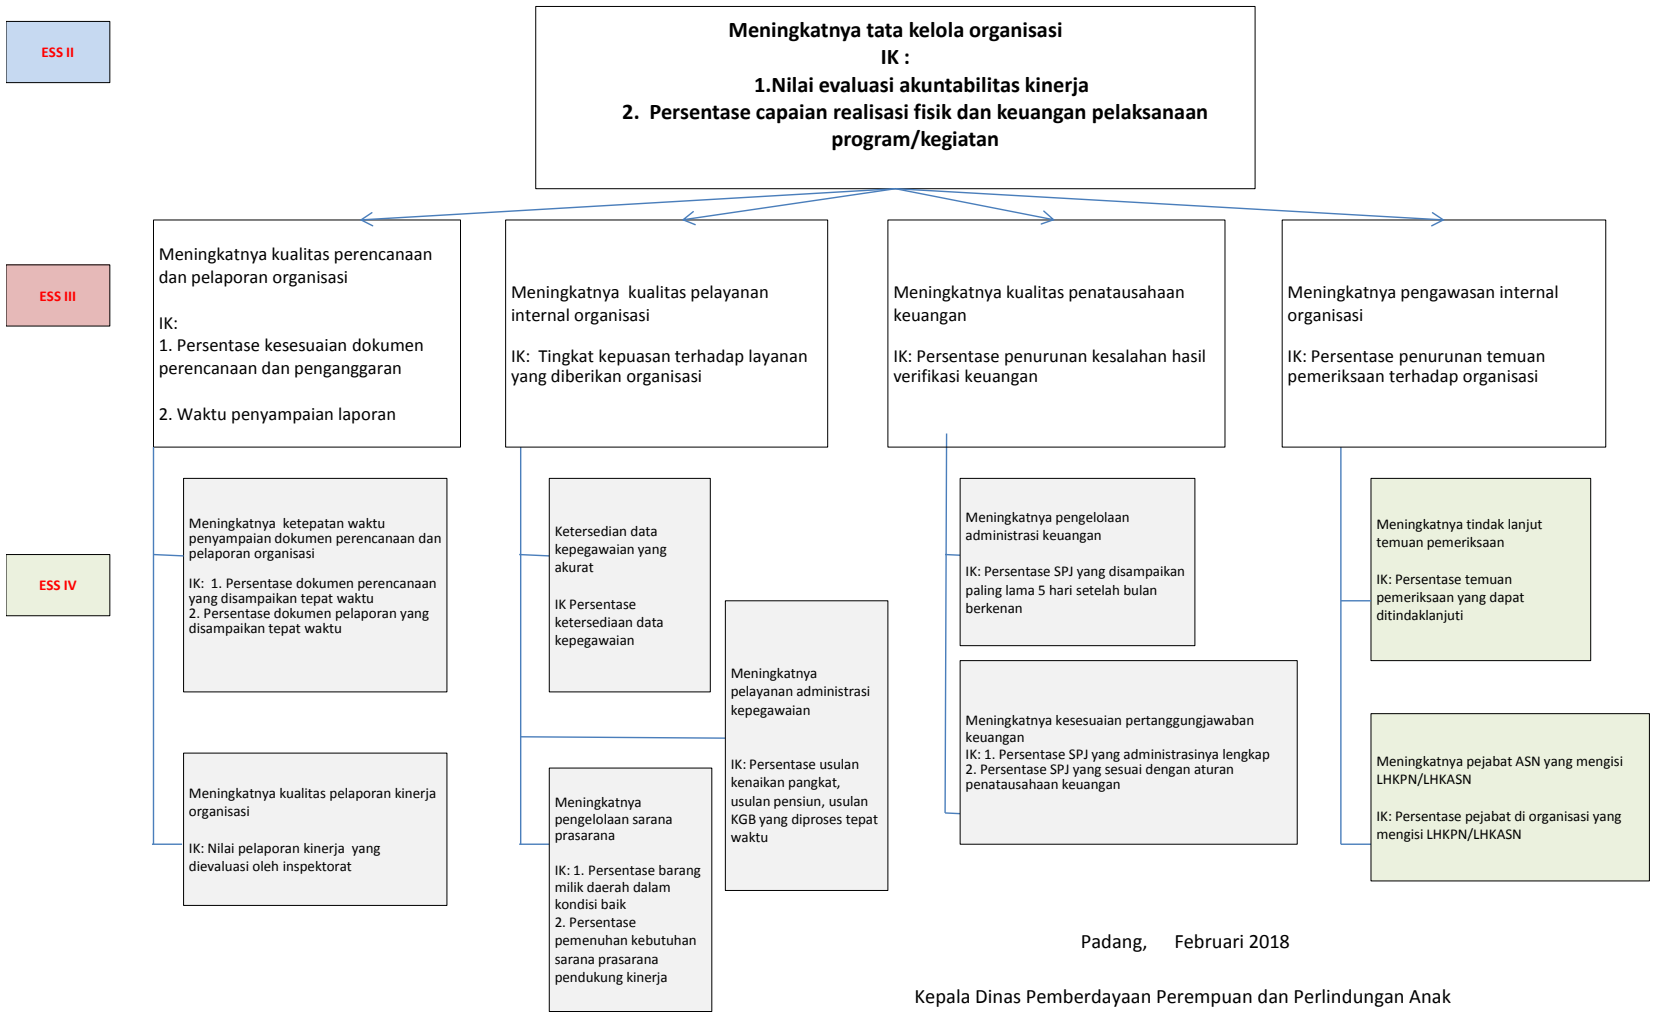 ESS II
Meningkatnya tata kelola organisasi
IK :
1.Nilai evaluasi akuntabilitas kinerja
2. Persentase capaian realisasi fisik dan keuangan pelaksanaan
program/kegiatan
ESS III
Meningkatnya kualitas perencanaan
dan pelaporan organisasi
IK:
1. Persentase kesesuaian dokumen
perencanaan dan penganggaran
2. Waktu penyampaian laporan
Meningkatnya kualitas pelayanan
internal organisasi
IK: Tingkat kepuasan terhadap layanan
yang diberikan organisasi
Meningkatnya kualitas penatausahaan
keuangan
IK: Persentase penurunan kesalahan hasil
verifikasi keuangan
Meningkatnya pengawasan internal
organisasi
IK: Persentase penurunan temuan
pemeriksaan terhadap organisasi
ESS IV
Meningkatnya ketepatan waktu
penyampaian dokumen perencanaan dan
pelaporan organisasi
IK: 1. Persentase dokumen perencanaan
yang disampaikan tepat waktu
2. Persentase dokumen pelaporan yang
disampaikan tepat waktu
Meningkatnya kualitas pelaporan kinerja
organisasi
IK: Nilai pelaporan kinerja yang
dievaluasi oleh inspektorat
Ketersedian data
kepegawaian yang
akurat
IK Persentase
ketersediaan data
kepegawaian
Meningkatnya
pelayanan administrasi
kepegawaian
IK: Persentase usulan
kenaikan pangkat,
usulan pensiun, usulan
KGB yang diproses tepat
waktu
Meningkatnya
pengelolaan sarana
prasarana
IK: 1. Persentase barang
milik daerah dalam
kondisi baik
2. Persentase
pemenuhan kebutuhan
sarana prasarana
pendukung kinerja
Meningkatnya pengelolaan
administrasi keuangan
IK: Persentase SPJ yang disampaikan
paling lama 5 hari setelah bulan
berkenan
Meningkatnya kesesuaian pertanggungjawaban
keuangan
IK: 1. Persentase SPJ yang administrasinya lengkap
2. Persentase SPJ yang sesuai dengan aturan
penatausahaan keuangan
Meningkatnya tindak lanjut
temuan pemeriksaan
IK: Persentase temuan
pemeriksaan yang dapat
ditindaklanjuti
Meningkatnya pejabat ASN yang mengisi
LHKPN/LHKASN
IK: Persentase pejabat di organisasi yang
mengisi LHKPN/LHKASN
Padang, Februari 2018
Kepala Dinas Pemberdayaan Perempuan dan Perlindungan Anak